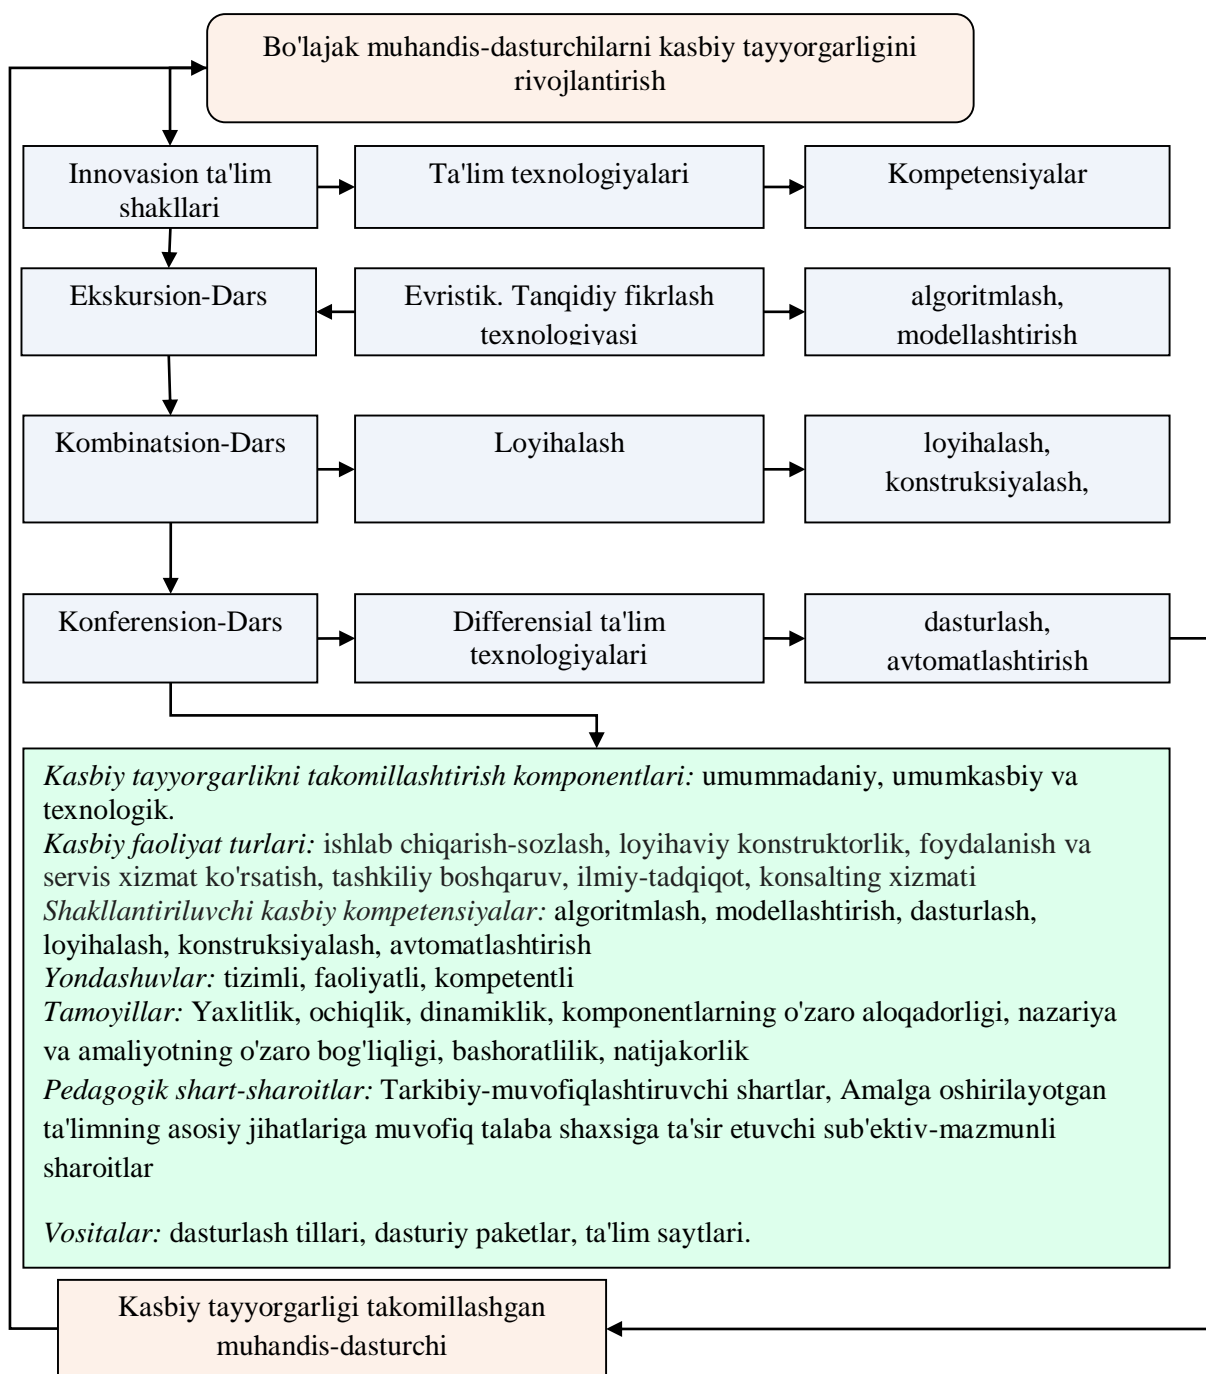 Bo'lajak muhandis-dasturchilarni kasbiy tayyorgarligini
rivojlantirish
Innovasion ta'lim
shakllari
Ta'lim texnologiyalari
Kompetensiyalar
Ekskursion-Dars
Evristik. Tanqidiy fikrlash
texnologiyasi
algoritmlash,
modellashtirish
Kombinatsion-Dars
Loyihalash
loyihalash,
konstruksiyalash,
Konferension-Dars
Differensial ta'lim
texnologiyalari
dasturlash,
avtomatlashtirish
Kasbiy tayyorgarlikni takomillashtirish komponentlari: umummadaniy, umumkasbiy va
texnologik.
Kasbiy faoliyat turlari: ishlab chiqarish-sozlash, loyihaviy konstruktorlik, foydalanish va
servis xizmat ko'rsatish, tashkiliy boshqaruv, ilmiy-tadqiqot, konsalting xizmati
Shakllantiriluvchi kasbiy kompetensiyalar: algoritmlash, modellashtirish, dasturlash,
loyihalash, konstruksiyalash, avtomatlashtirish
Yondashuvlar: tizimli, faoliyatli, kompetentli
Tamoyillar: Yaxlitlik, ochiqlik, dinamiklik, komponentlarning o'zaro aloqadorligi, nazariya
va amaliyotning o'zaro bog'liqligi, bashoratlilik, natijakorlik
Pedagogik shart-sharoitlar: Tarkibiy-muvofiqlashtiruvchi shartlar, Amalga oshirilayotgan
ta'limning asosiy jihatlariga muvofiq talaba shaxsiga ta'sir etuvchi sub'ektiv-mazmunli
sharoitlar
Vositalar: dasturlash tillari, dasturiy paketlar, ta'lim saytlari.
Kasbiy tayyorgarligi takomillashgan
muhandis-dasturchi